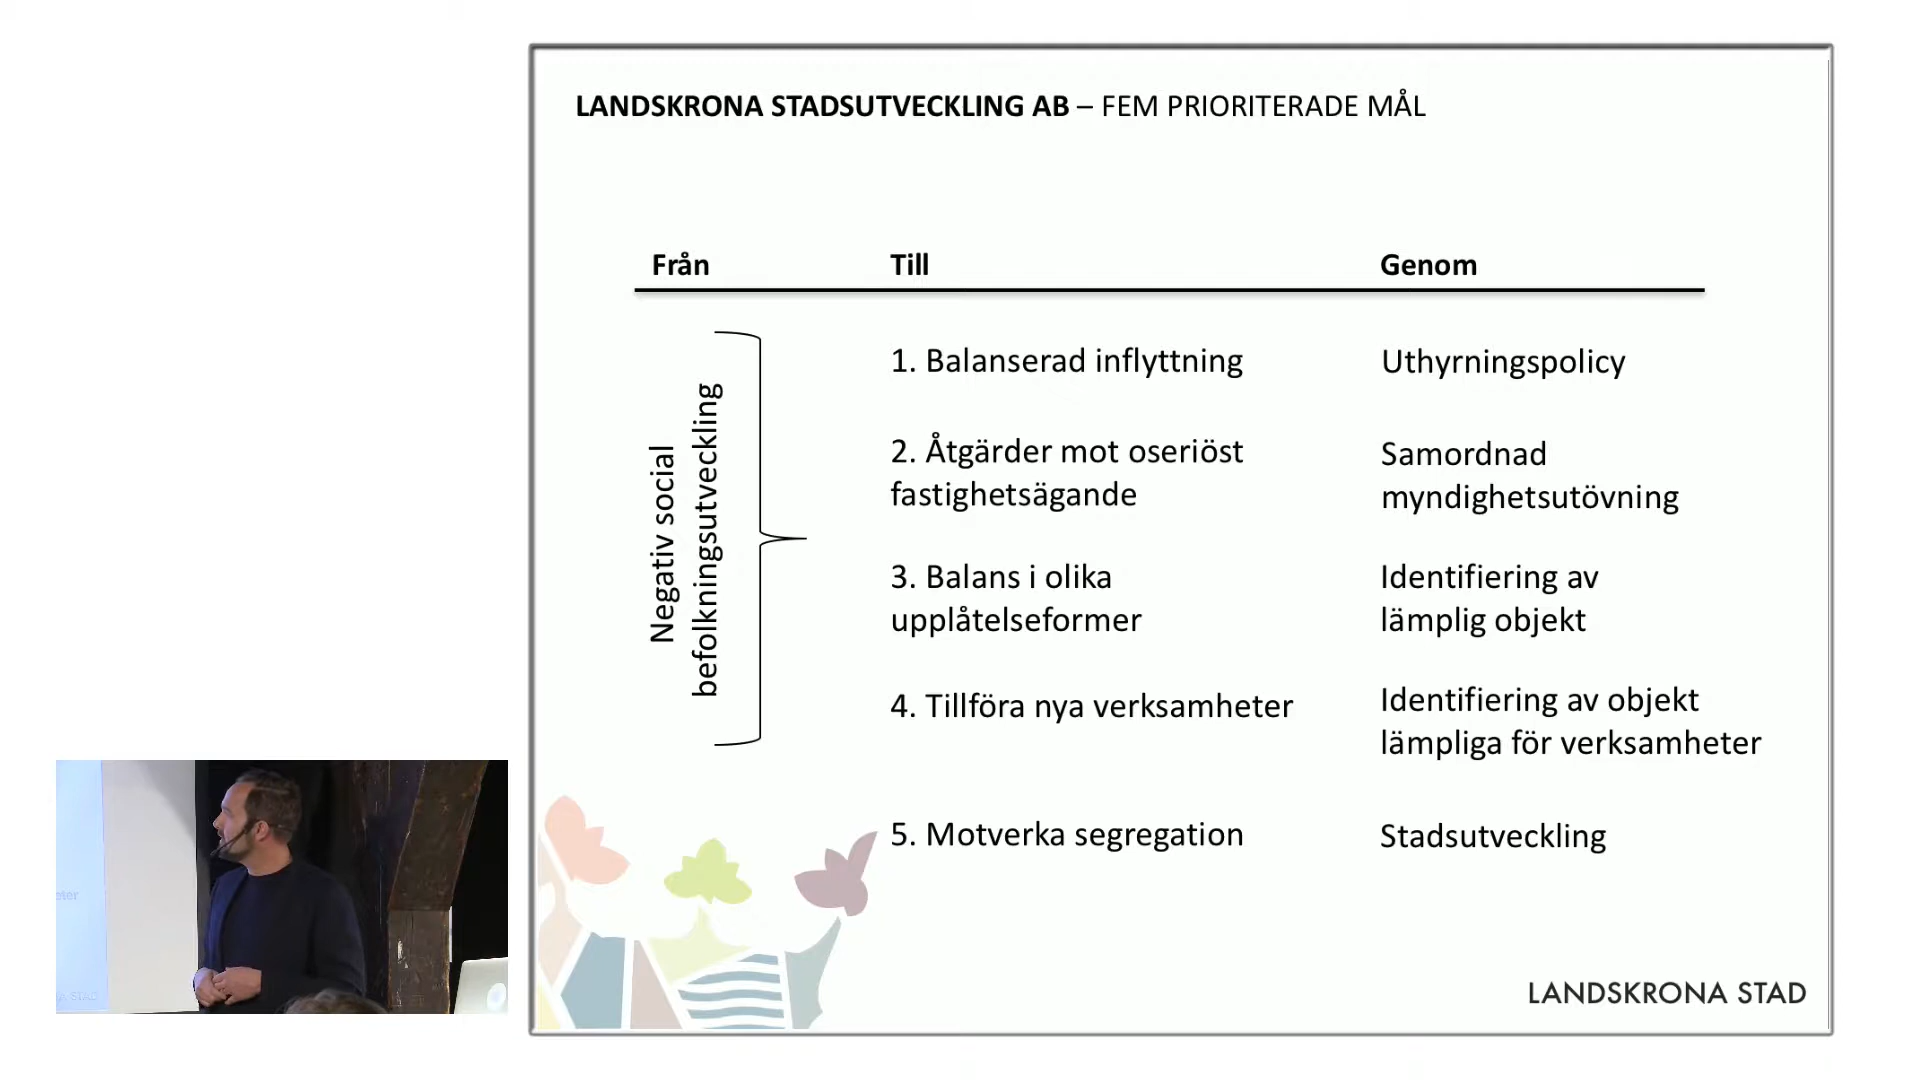 LANDSKRONA STADSUTVECKLING AB – FEM PRIORITERADE MÅL
Från
Till
Genom
Negativ social
befolkningsutveckling
1. Balanserad inflyttning
Uthyrningspolicy
2. Åtgärder mot oseriöst
fastighetsägande
Samordnad
myndighetsutövning
3. Balans i olika
upplåtelseformer
Identifiering av
lämplig objekt
4. Tillföra nya verksamheter
Identifiering av objekt
lämpliga för verksamheter
5. Motverka segregation
Stadsutveckling
LANDSKRONA STAD